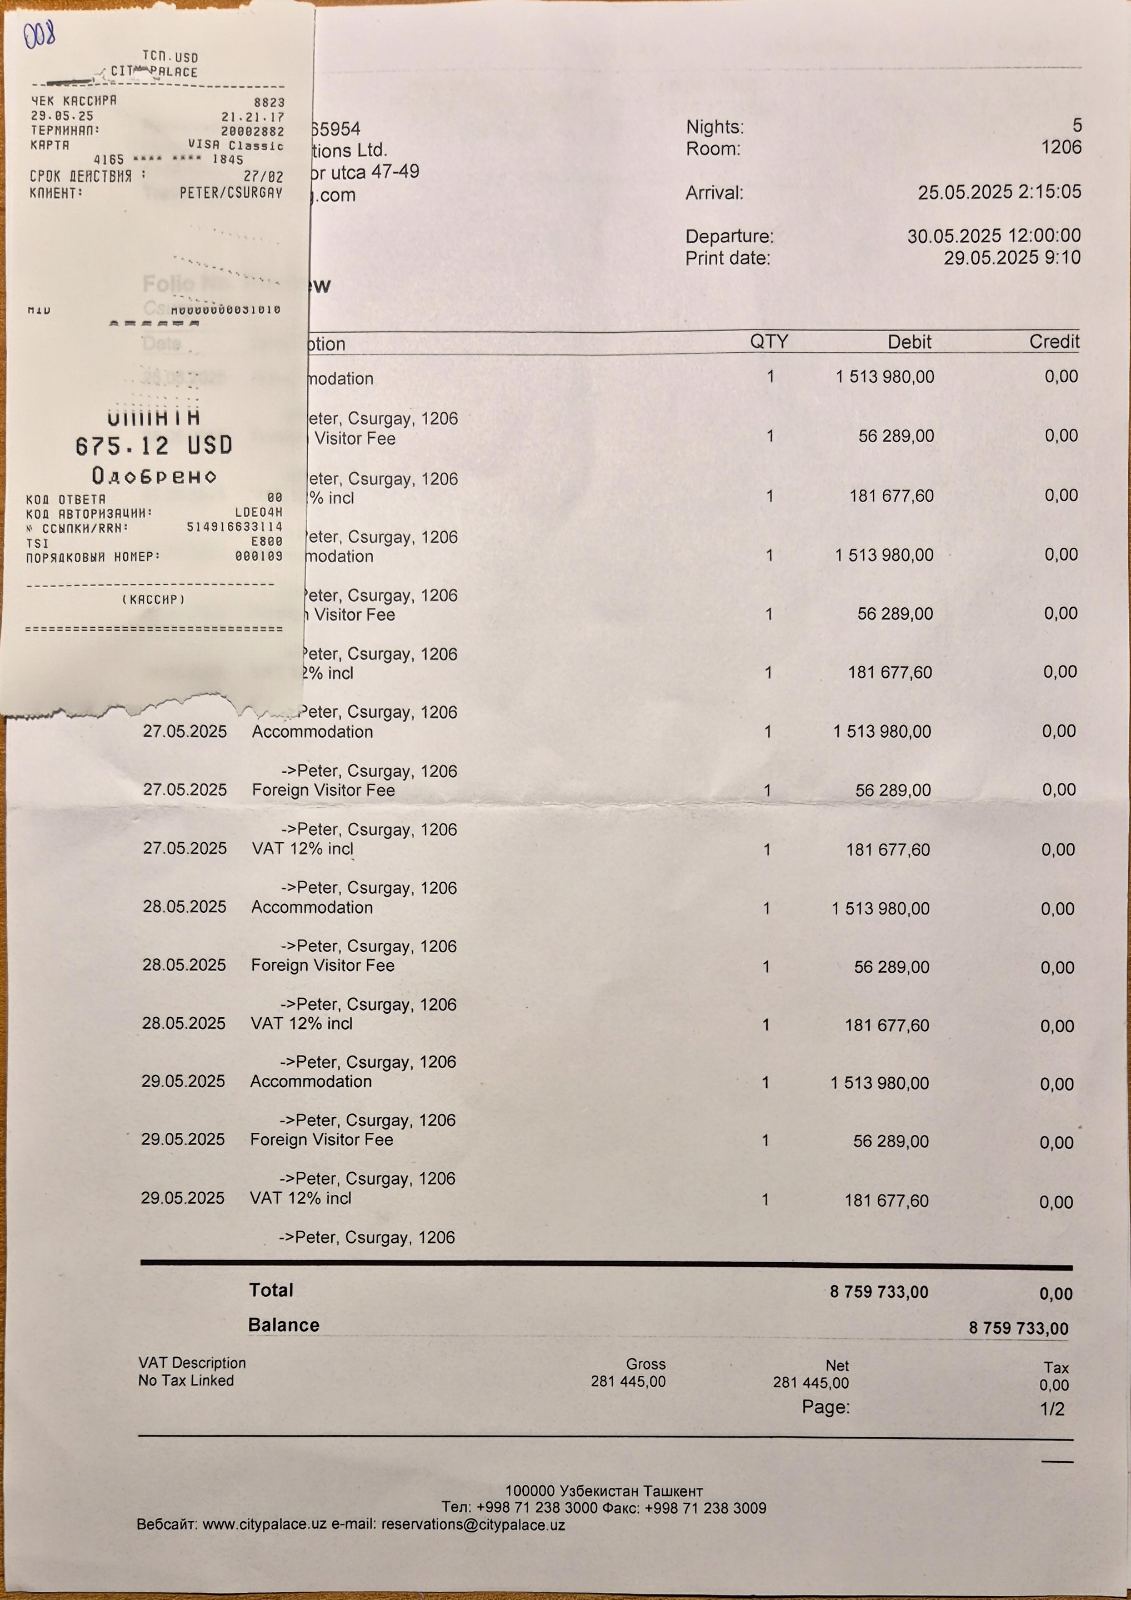 008
ТСП.USD
CITY PALACE
ЧЕК КАССИРА 8823
29.05.25 21.21.17
ТЕРМИНАЛ: 20002882
КАРТА VISA Classic
4165 **** **** 1845
СРОК ДЕЙСТВИЯ : 27/02
КЛИЕНТ: PETER/CSURGAY
675.12 USD
Одобрено
КОД ОТВЕТА 00
КОД АВТОРИЗАЦИИ: LDE04H
№ ССЫЛКИ/RRN: 514916633114
TSI E800
ПОРЯДКОВЫЙ НОМЕР: 000109
(КАССИР)
65954
tions Ltd.
or utca 47-49
.com
Nights: 5
Room: 1206
Arrival: 25.05.2025 2:15:05
Departure: 30.05.2025 12:00:00
Print date: 29.05.2025 9:10
Folio
w
ption QTY Debit Credit
modation 1 1 513 980,00 0,00
eter, Csurgay, 1206
Visitor Fee 1 56 289,00 0,00
eter, Csurgay, 1206
% incl 1 181 677,60 0,00
eter, Csurgay, 1206
modation 1 1 513 980,00 0,00
Peter, Csurgay, 1206
n Visitor Fee 1 56 289,00 0,00
Peter, Csurgay, 1206
2% incl 1 181 677,60 0,00
Peter, Csurgay, 1206
27.05.2025 Accommodation 1 1 513 980,00 0,00
->Peter, Csurgay, 1206
27.05.2025 Foreign Visitor Fee 1 56 289,00 0,00
->Peter, Csurgay, 1206
27.05.2025 VAT 12% incl 1 181 677,60 0,00
->Peter, Csurgay, 1206
28.05.2025 Accommodation 1 1 513 980,00 0,00
->Peter, Csurgay, 1206
28.05.2025 Foreign Visitor Fee 1 56 289,00 0,00
->Peter, Csurgay, 1206
28.05.2025 VAT 12% incl 1 181 677,60 0,00
->Peter, Csurgay, 1206
29.05.2025 Accommodation 1 1 513 980,00 0,00
->Peter, Csurgay, 1206
29.05.2025 Foreign Visitor Fee 1 56 289,00 0,00
->Peter, Csurgay, 1206
29.05.2025 VAT 12% incl 1 181 677,60 0,00
->Peter, Csurgay, 1206
Total 8 759 733,00 0,00
Balance 8 759 733,00
VAT Description Gross Net Tax
No Tax Linked 281 445,00 281 445,00 0,00
Page: 1/2
100000 Узбекистан Ташкент
Тел: +998 71 238 3000 Факс: +998 71 238 3009
Вебсайт: www.citypalace.uz e-mail: reservations@citypalace.uz